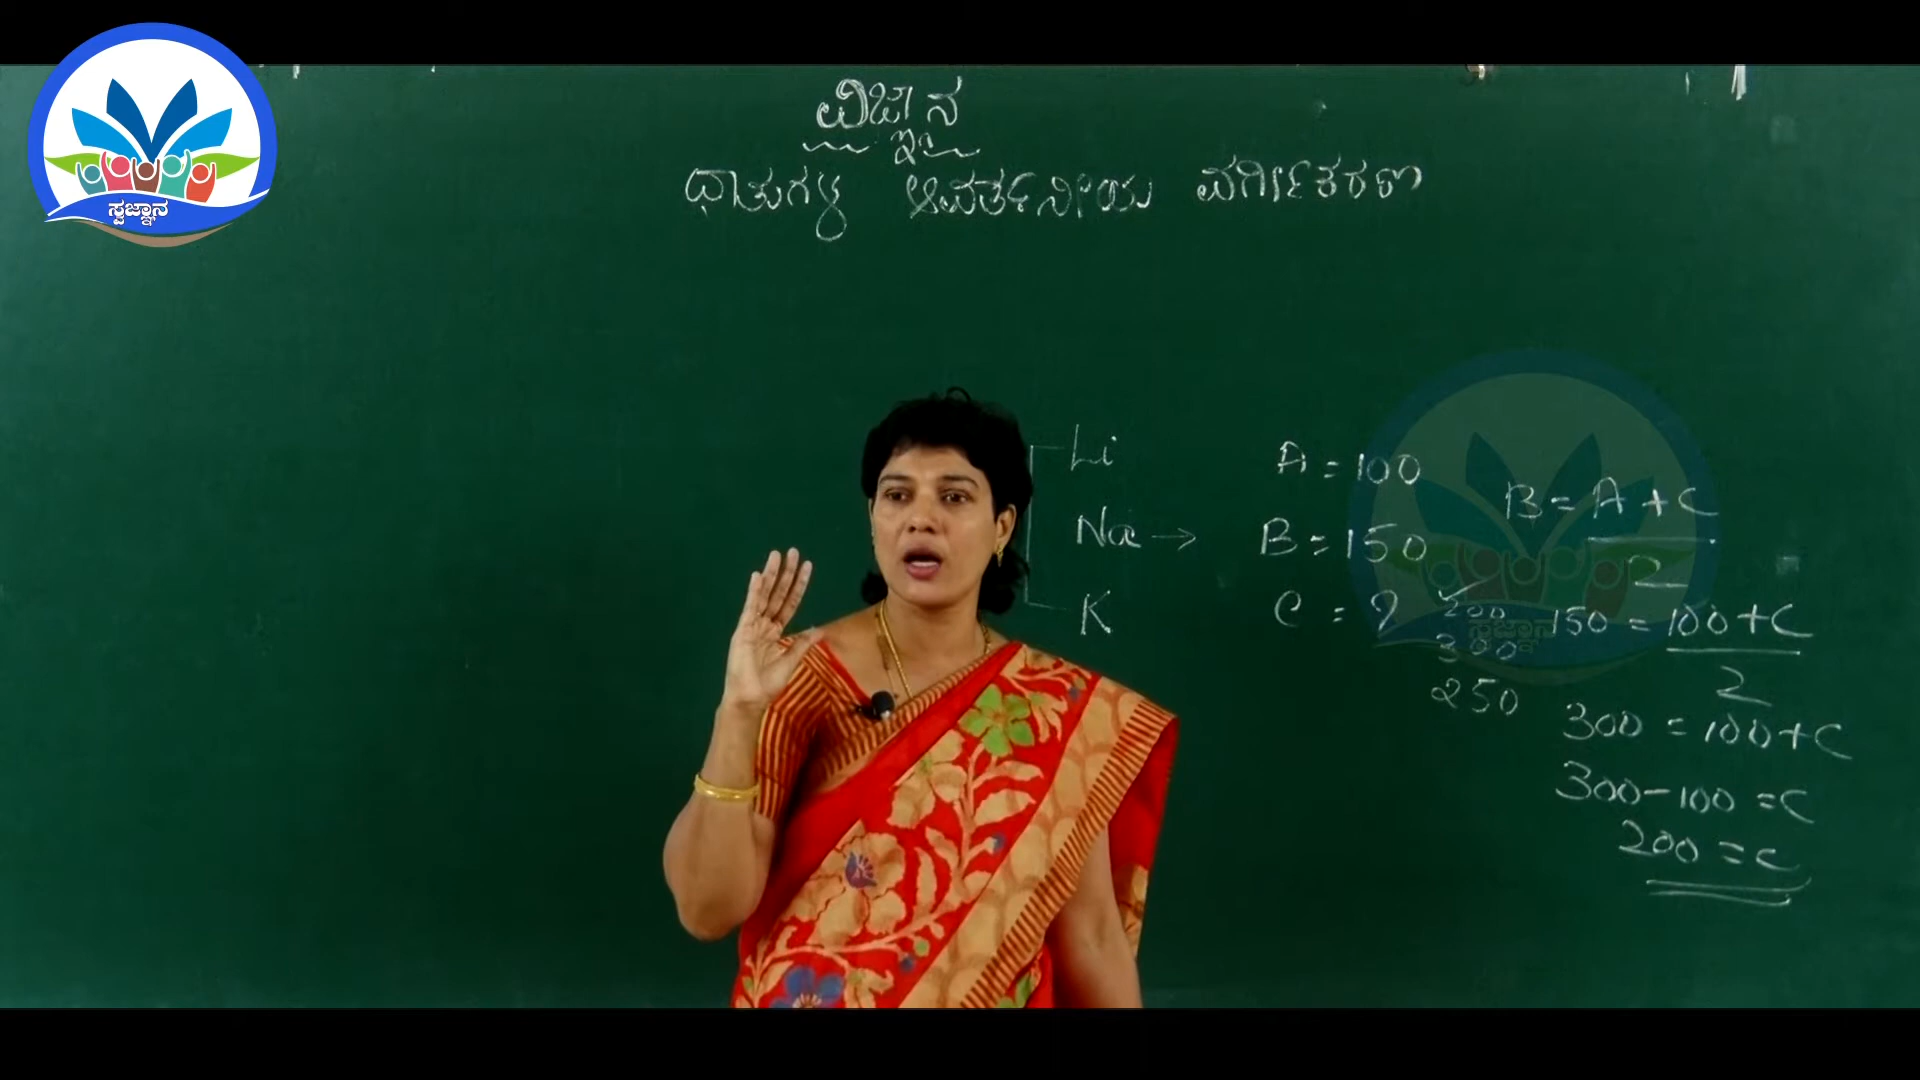 ಸ್ವಜ್ಞಾನ
ವಿಜ್ಞಾನ
ಧಾತುಗಳ ಆವರ್ತನೀಯ ವರ್ಗೀಕರಣ
Li
Na →
K
A = 100
B = 150
C = ?
200
300
250
B = A + C
2
150 = 100 + C
2
300 = 100 + C
300 - 100 = C
200 = C
ಸ್ವಜ್ಞಾನ